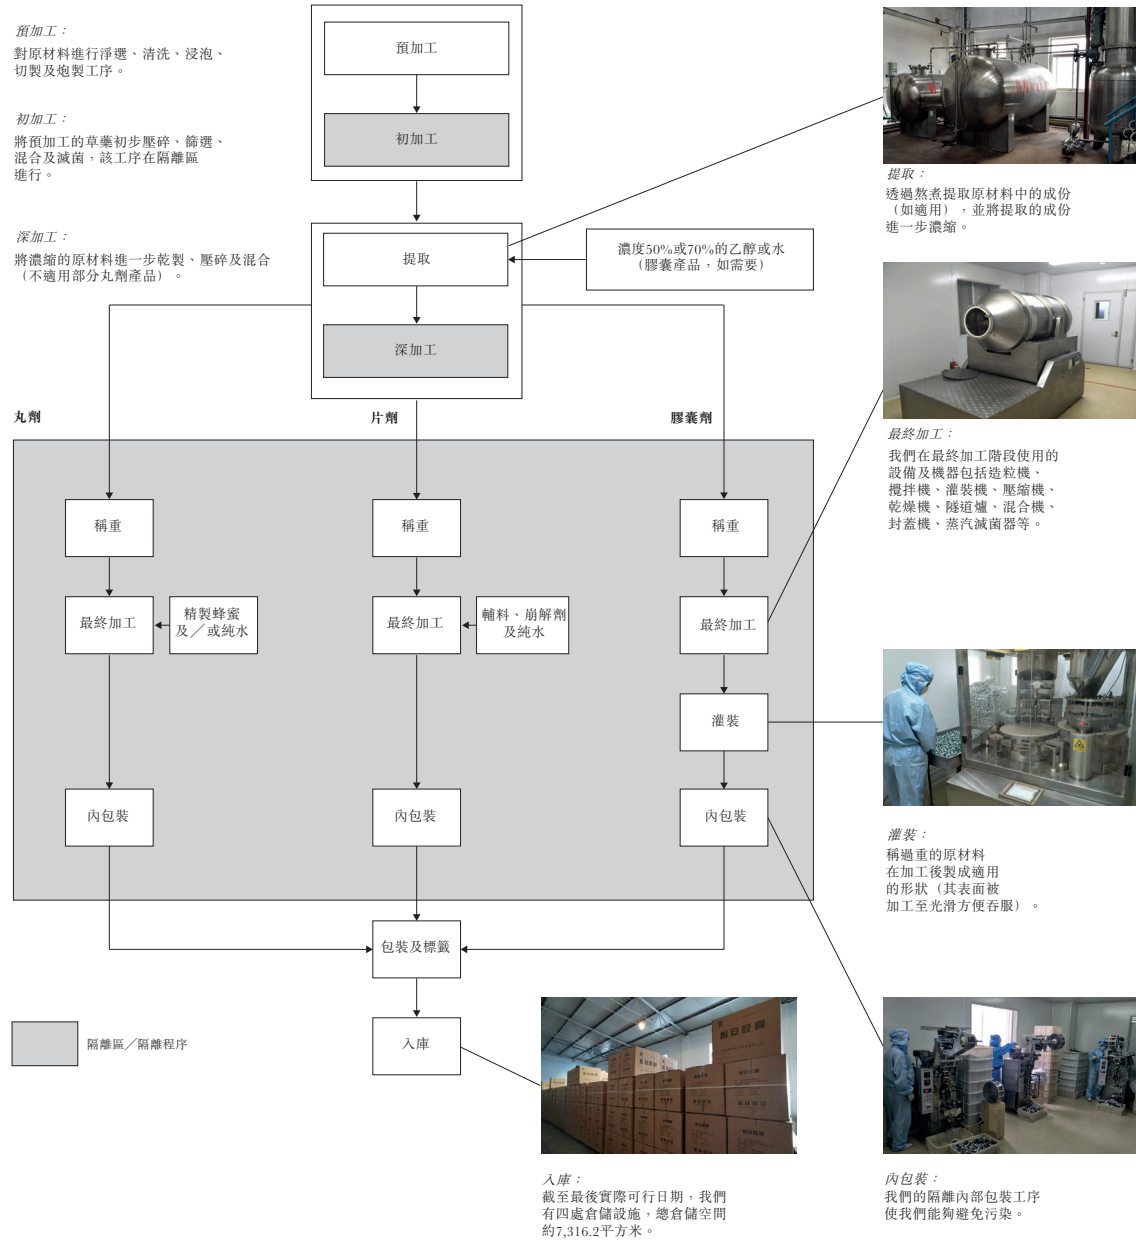 預加工：
對原材料進行淨選、清洗、浸泡、
切製及炮製工序。
初加工：
將預加工的草藥初步壓碎、篩選、
混合及滅菌，該工序在隔離區
進行。
深加工：
將濃縮的原材料進一步乾製、壓碎及混合
（不適用部分丸劑產品）。
預加工
初加工
提取
濃度50%或70%的乙醇或水
（膠囊產品，如需要）
深加工
提取：
透過熬煮提取原材料中的成份
（如適用），並將提取的成份
進一步濃縮。
丸劑
片劑
膠囊劑
稱重
稱重
稱重
最終加工
精製蜂蜜
及／或純水
最終加工
輔料、崩解劑
及純水
最終加工
灌裝
內包裝
內包裝
內包裝
最終加工：
我們在最終加工階段使用的
設備及機器包括造粒機、
攪拌機、灌裝機、壓縮機、
乾燥機、隧道爐、混合機、
封蓋機、蒸汽滅菌器等。
灌裝：
稱過重的原材料
在加工後製成適用
的形狀（其表面被
加工至光滑方便吞服）。
包裝及標籤
入庫
隔離區／隔離程序
入庫：
截至最後實際可行日期，我們
有四處倉儲設施，總倉儲空間
約7,316.2平方米。
內包裝：
我們的隔離內部包裝工序
使我們能夠避免污染。